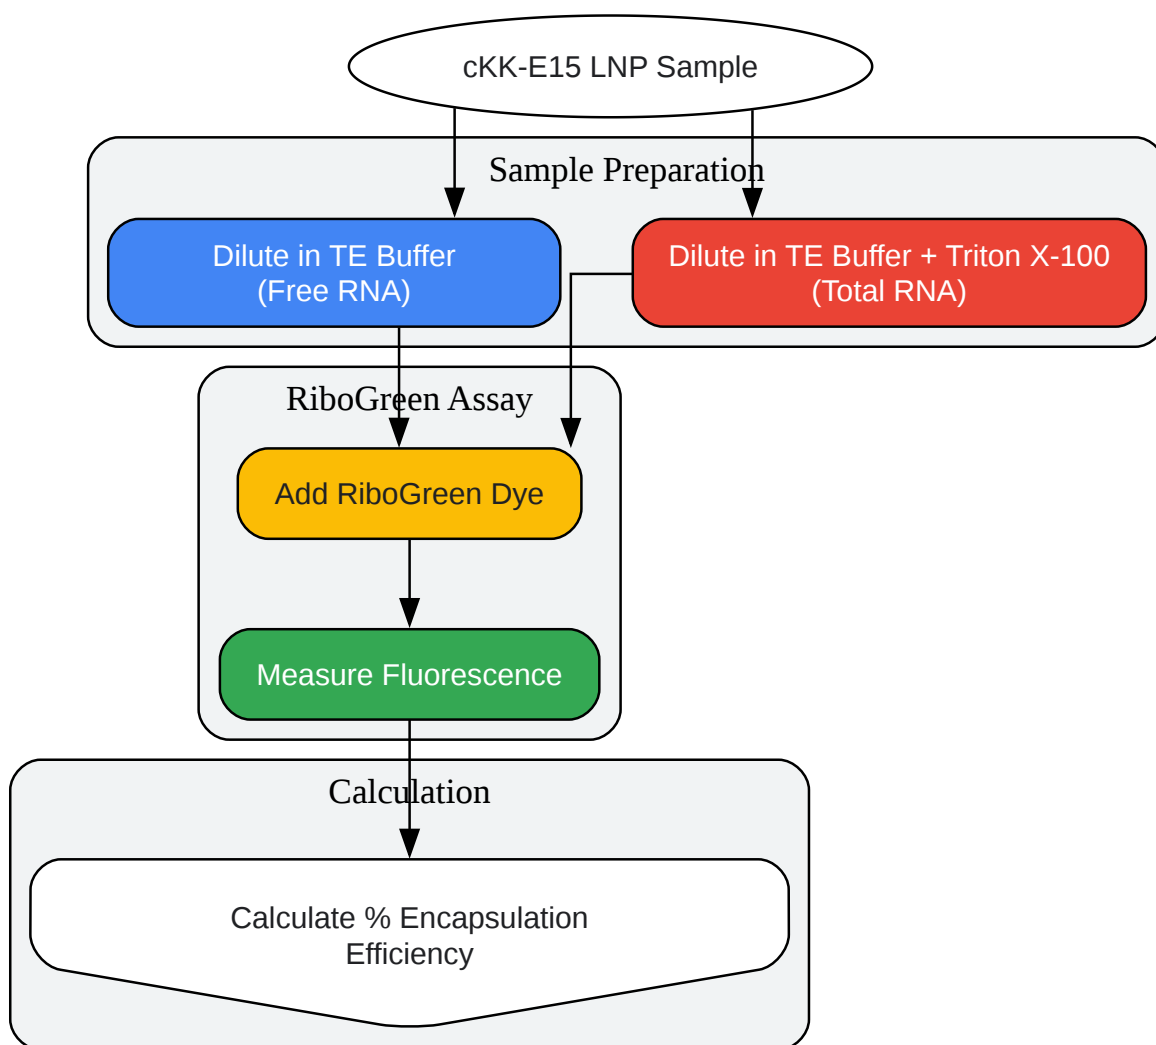 cKK-E15 LNP Sample
Sample Preparation
Dilute in TE Buffer
(Free RNA)
Dilute in TE Buffer + Triton X-100
(Total RNA)
RiboGreen Assay
Add RiboGreen Dye
Measure Fluorescence
Calculation
Calculate % Encapsulation
Efficiency